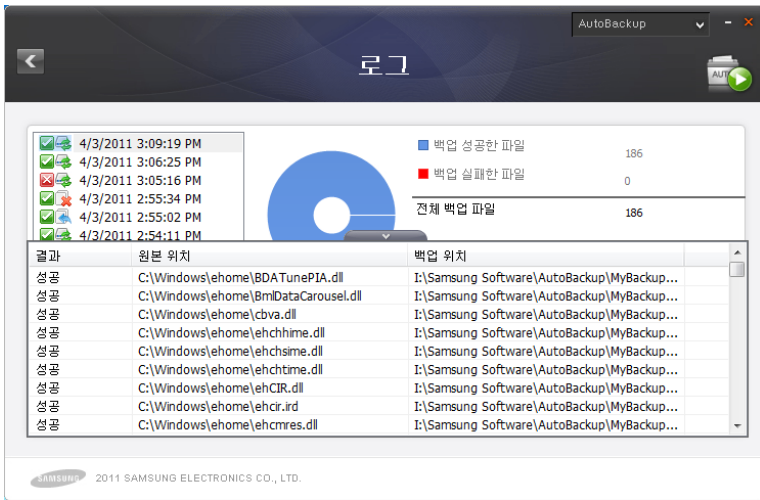 AutoBackup
로그
AUTO
4/3/2011 3:09:19 PM
4/3/2011 3:06:25 PM
4/3/2011 3:05:16 PM
4/3/2011 2:55:34 PM
4/3/2011 2:55:02 PM
4/3/2011 2:54:11 PM
백업 성공한 파일 186
백업 실패한 파일 0
전체 백업 파일 186
결과 원본 위치 백업 위치
성공 C:\Windows\ehome\BDATunePIA.dll I:\Samsung Software\AutoBackup\MyBackup...
성공 C:\Windows\ehome\BmlDataCarousel.dll I:\Samsung Software\AutoBackup\MyBackup...
성공 C:\Windows\ehome\cbva.dll I:\Samsung Software\AutoBackup\MyBackup...
성공 C:\Windows\ehome\ehchhime.dll I:\Samsung Software\AutoBackup\MyBackup...
성공 C:\Windows\ehome\ehchsime.dll I:\Samsung Software\AutoBackup\MyBackup...
성공 C:\Windows\ehome\ehchtime.dll I:\Samsung Software\AutoBackup\MyBackup...
성공 C:\Windows\ehome\ehCIR.dll I:\Samsung Software\AutoBackup\MyBackup...
성공 C:\Windows\ehome\ehcir.ird I:\Samsung Software\AutoBackup\MyBackup...
성공 C:\Windows\ehome\ehcmres.dll I:\Samsung Software\AutoBackup\MyBackup...
SAMSUNG 2011 SAMSUNG ELECTRONICS CO., LTD.